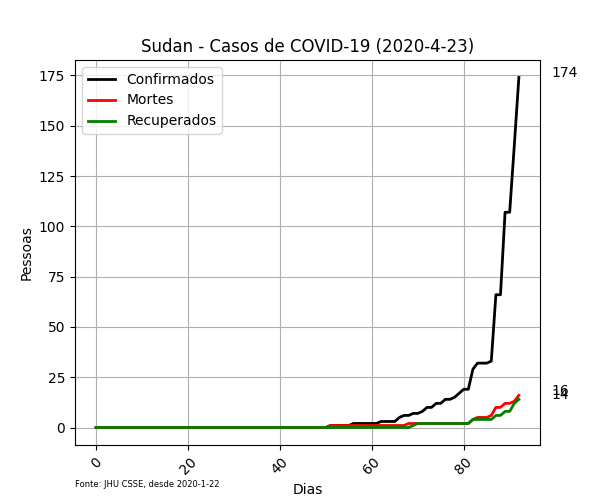 Sudan - Casos de COVID-19 (2020-4-23)
Confirmados
Mortes
Recuperados
174
175
150
125
100
75
50
25
0
16
14
Pessoas
0
20
40
60
80
Dias
Fonte: JHU CSSE, desde 2020-1-22